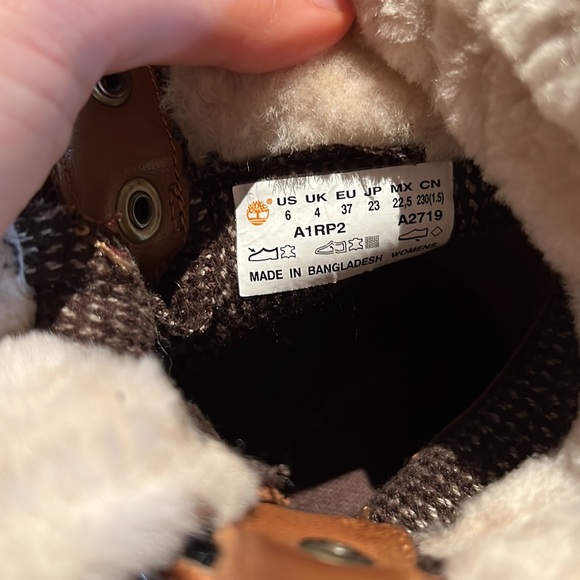 ® US UK EU JP MX CN
6 4 37 23 22,5 230(1.5)
A1RP2 A2719
MADE IN BANGLADESH WOMENS